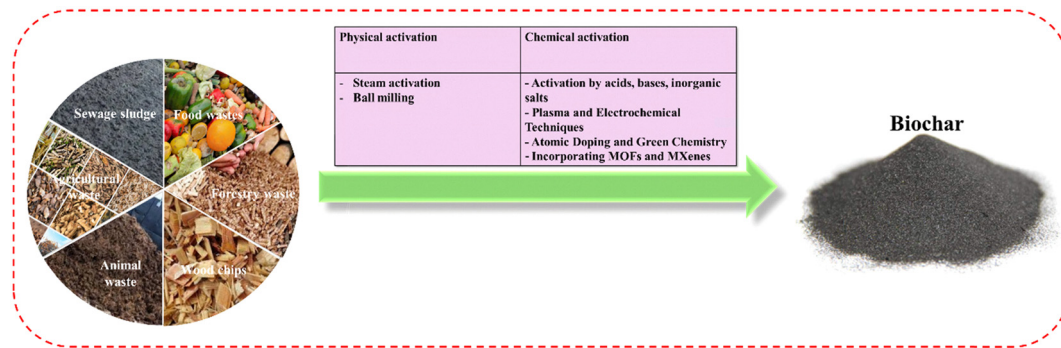 Sewage sludge
Food wastes
Agricultural
waste
Forestry waste
Animal
waste
Wood chips
Physical activation
Chemical activation
- Steam activation
- Ball milling
- Activation by acids, bases, inorganic
salts
- Plasma and Electrochemical
Techniques
- Atomic Doping and Green Chemistry
- Incorporating MOFs and MXenes
Biochar